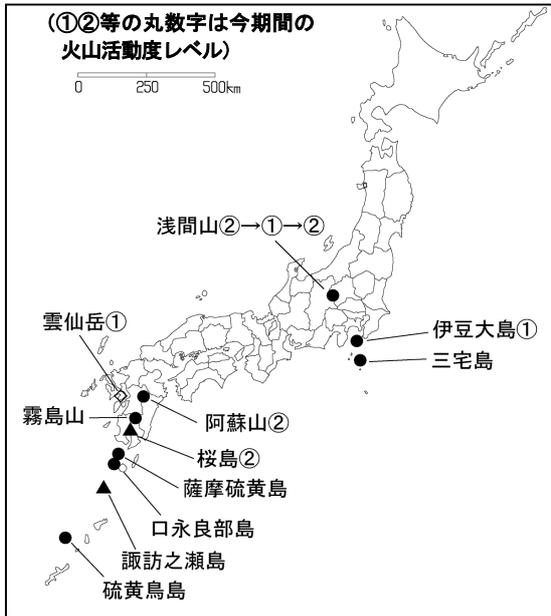 (①②等の丸数字は今期間の
火山活動度レベル)
0 250 500km
浅間山②→①→②
雲仙岳①
伊豆大島①
三宅島
霧島山
阿蘇山②
桜島②
薩摩硫黄島
口永良部島
諏訪之瀬島
硫黄鳥島